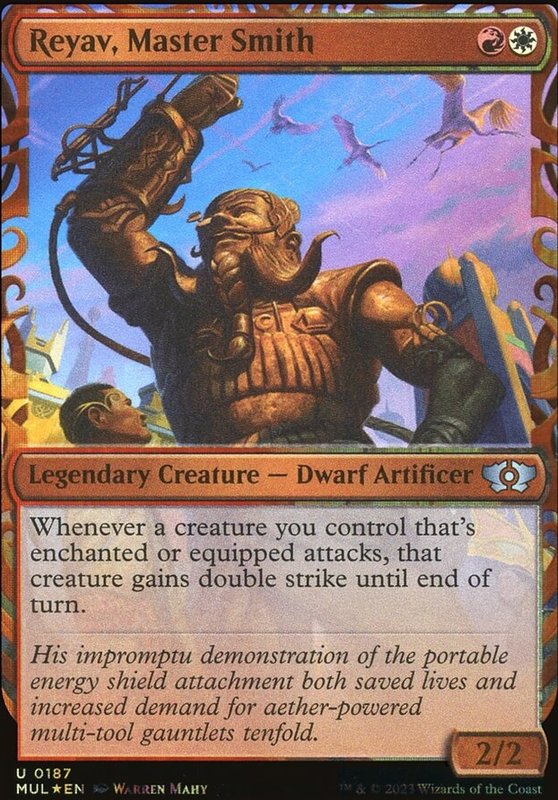 Reyav, Master Smith
Legendary Creature — Dwarf Artificer
Whenever a creature you control that's
enchanted or equipped attacks, that
creature gains double strike until end of
turn.
His impromptu demonstration of the portable
energy shield attachment both saved lives and
increased demand for aether-powered
multi-tool gauntlets tenfold.
2/2
U 0187
MUL★EN Warren Mahy
™ & © 2023 Wizards of the Coast